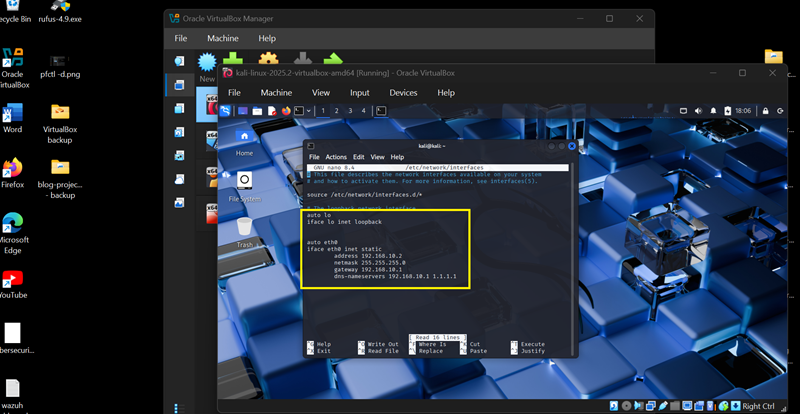 ecycle Bin
rufus-4.9.exe
Oracle
irtualBOX
pfctl -d.png
Word
VirtualBox
backup
Firefox
blog-projec...
- backup
Microsoft
Edge
YouTube
bersecuri...
wazuh
Oracle VirtualBox Manager
File Machine Help
New
kali-linux-2025.2-virtualbox-amd64 [Running] - Oracle VirtualBox
File Machine View Input Devices Help
1 2 3 4
18:06
Home
File System
Trash
kali@kali: ~
File Actions Edit View Help
GNU nano 8.4 /etc/network/interfaces
# This file describes the network interfaces available on your system
# and how to activate them. For more information, see interfaces(5).
source /etc/network/interfaces.d/*
# The loopback network interface
auto lo
iface lo inet loopback
auto eth0
iface eth0 inet static
address 192.168.10.2
netmask 255.255.255.0
gateway 192.168.10.1
dns-nameservers 192.168.10.1 1.1.1.1
[ Read 16 lines ]
^G Help ^O Write Out ^F Where Is ^K Cut ^T Execute
^X Exit ^R Read File ^\ Replace ^U Paste ^J Justify
Right Ctrl